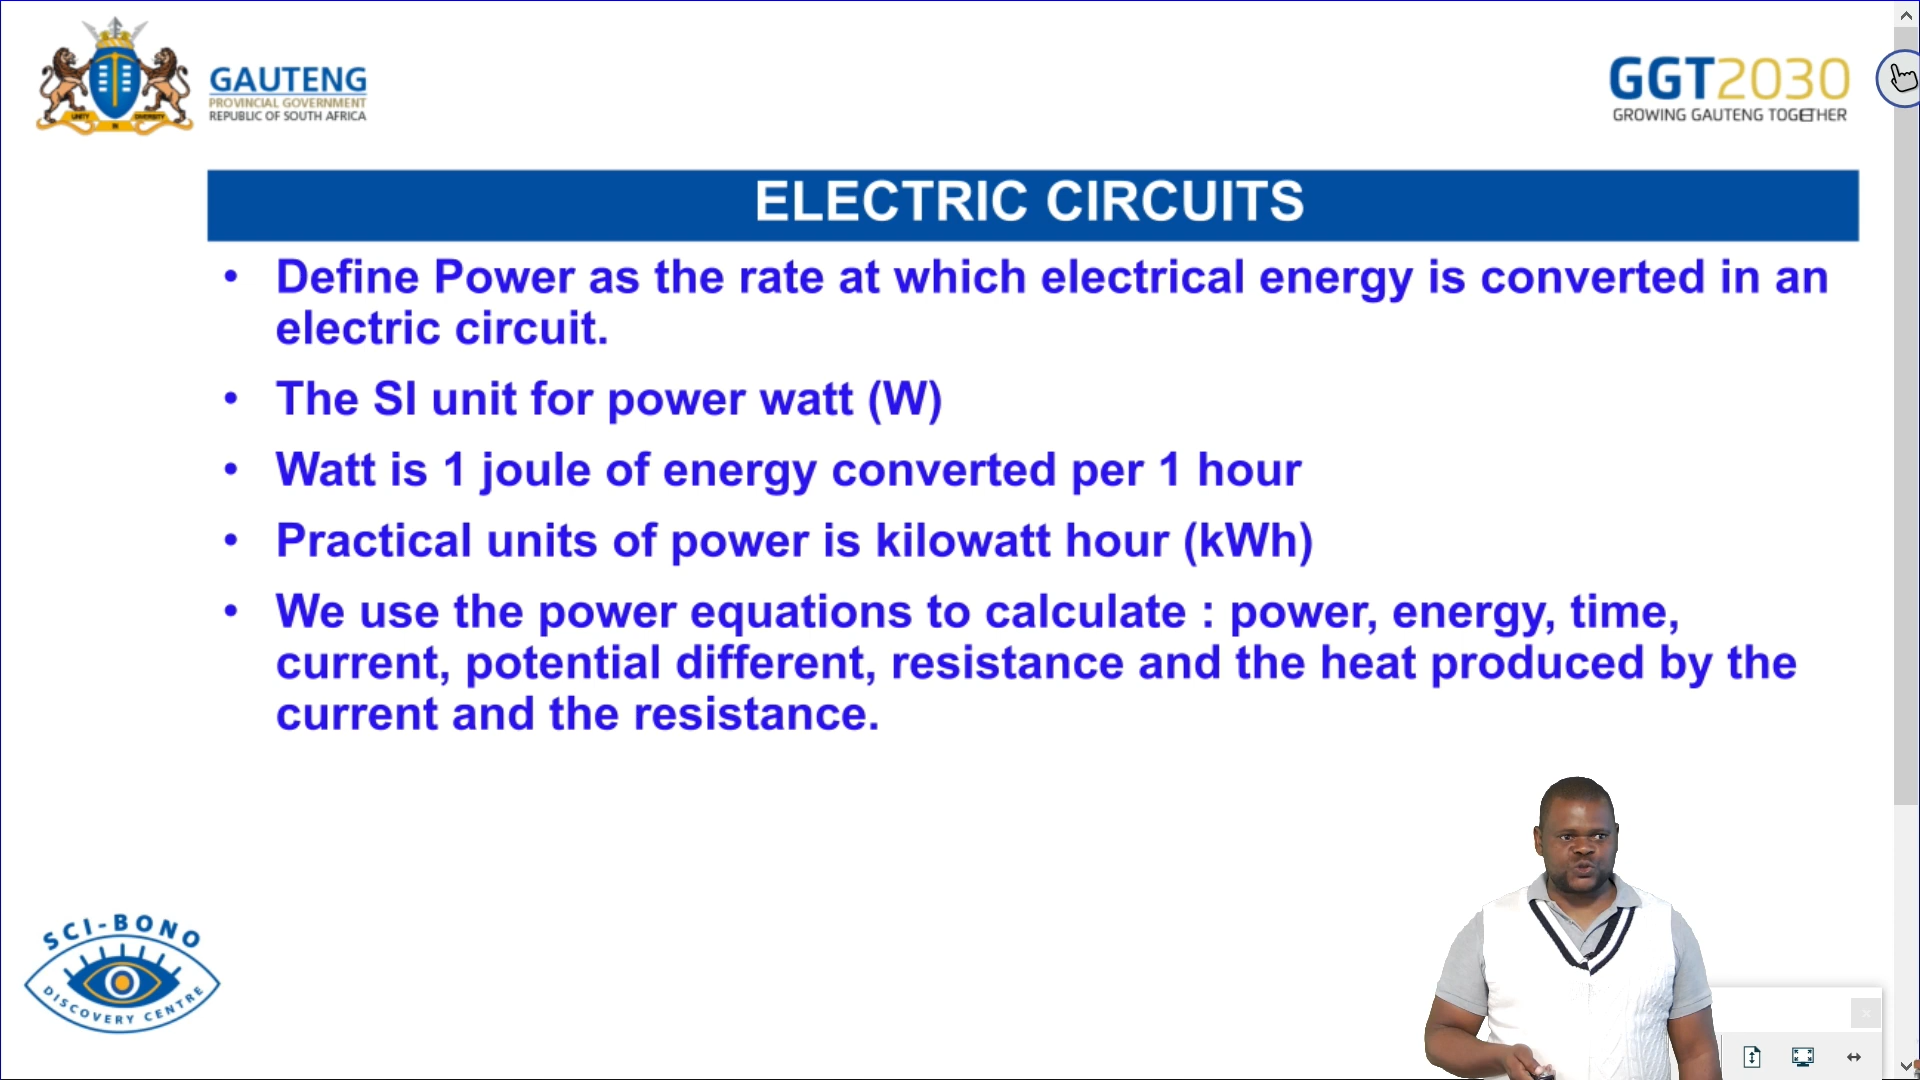 GAUTENG
PROVINCIAL GOVERNMENT
REPUBLIC OF SOUTH AFRICA
UNITY IN DIVERSITY
GGT2030
GROWING GAUTENG TOGETHER
ELECTRIC CIRCUITS
• Define Power as the rate at which electrical energy is converted in an
electric circuit.
• The SI unit for power watt (W)
• Watt is 1 joule of energy converted per 1 hour
• Practical units of power is kilowatt hour (kWh)
• We use the power equations to calculate : power, energy, time,
current, potential different, resistance and the heat produced by the
current and the resistance.
SCI-BONO
DISCOVERY CENTRE